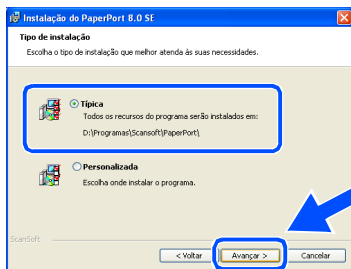 Instalação do PaperPort 8.0 SE
Tipo de instalação
Escolha o tipo de instalação que melhor atenda às suas necessidades.
Típica
Todos os recursos do programa serão instalados em:
D:\Programas\Scansoft\PaperPort\
Personalizada
Escolha onde instalar o programa.
ScanSoft
< Voltar
Avançar >
Cancelar